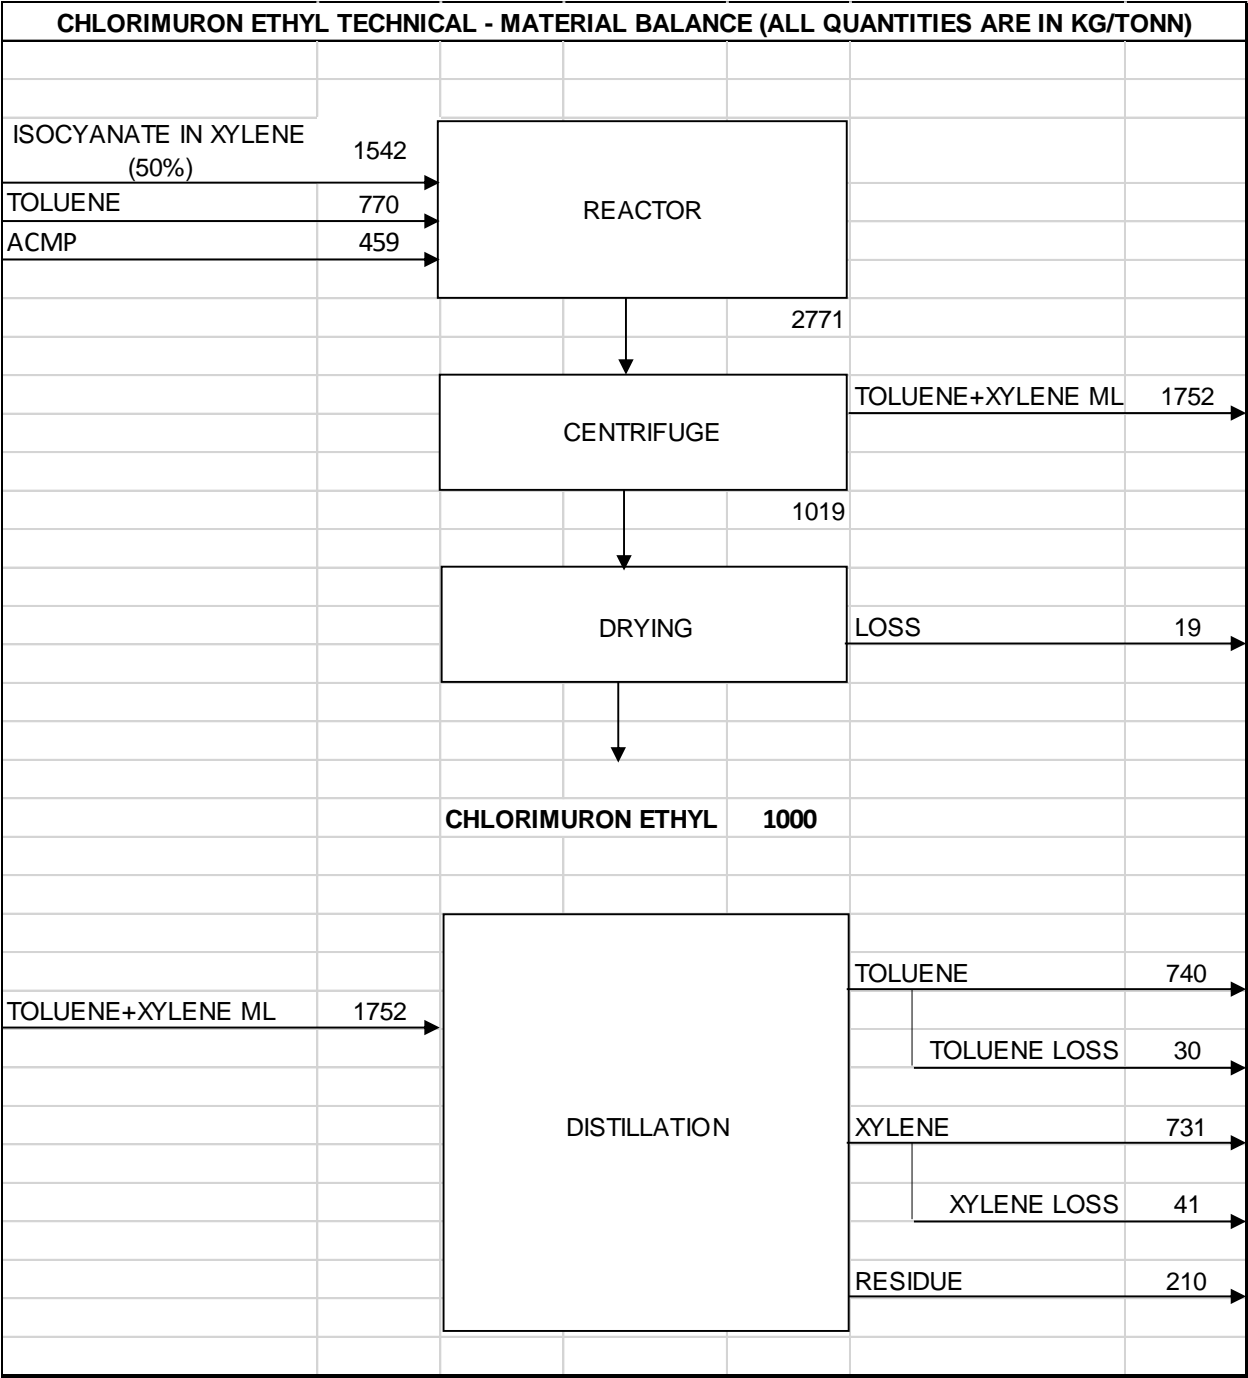 CHLORIMURON ETHYL TECHNICAL - MATERIAL BALANCE (ALL QUANTITIES ARE IN KG/TONN)
ISOCYANATE IN XYLENE
(50%)
1542
TOLUENE 770
ACMP 459
REACTOR
2771
CENTRIFUGE
TOLUENE+XYLENE ML 1752
1019
DRYING
LOSS 19
CHLORIMURON ETHYL 1000
TOLUENE+XYLENE ML 1752
DISTILLATION
TOLUENE 740
TOLUENE LOSS 30
XYLENE 731
XYLENE LOSS 41
RESIDUE 210